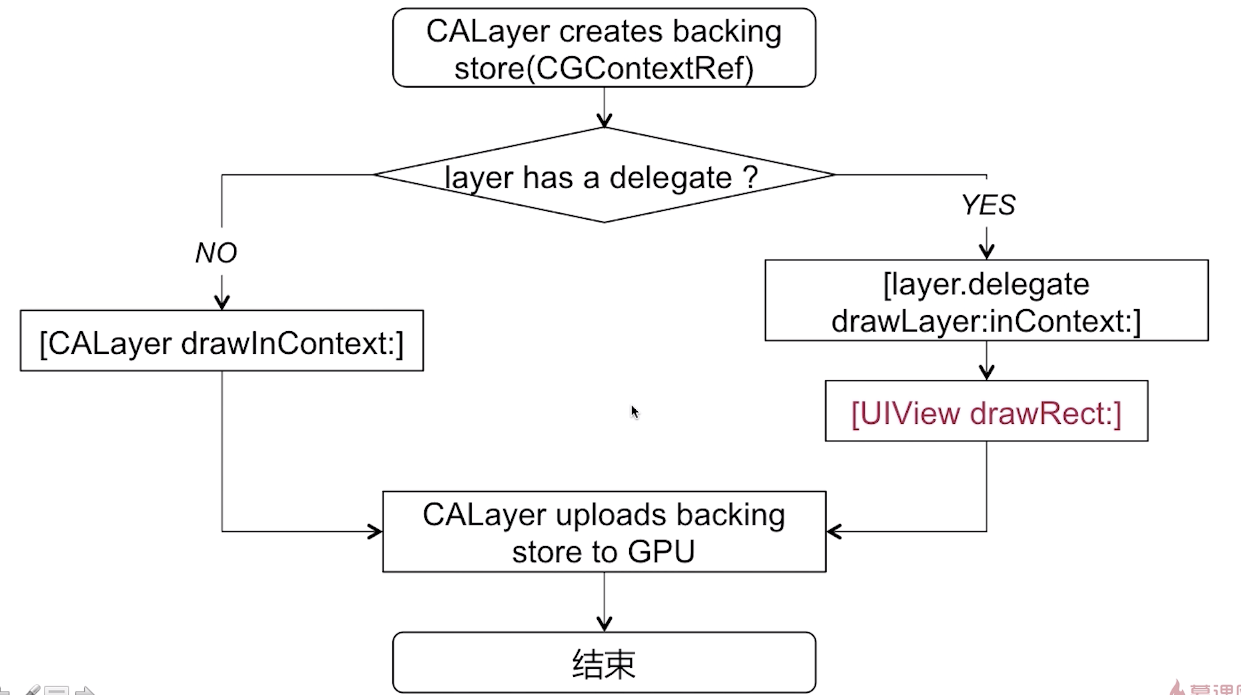 CALayer creates backing
store(CGContextRef)
layer has a delegate ?
YES
NO
[layer.delegate
drawLayer:inContext:]
[CALayer drawInContext:]
[UIView drawRect:]
CALayer uploads backing
store to GPU
结束